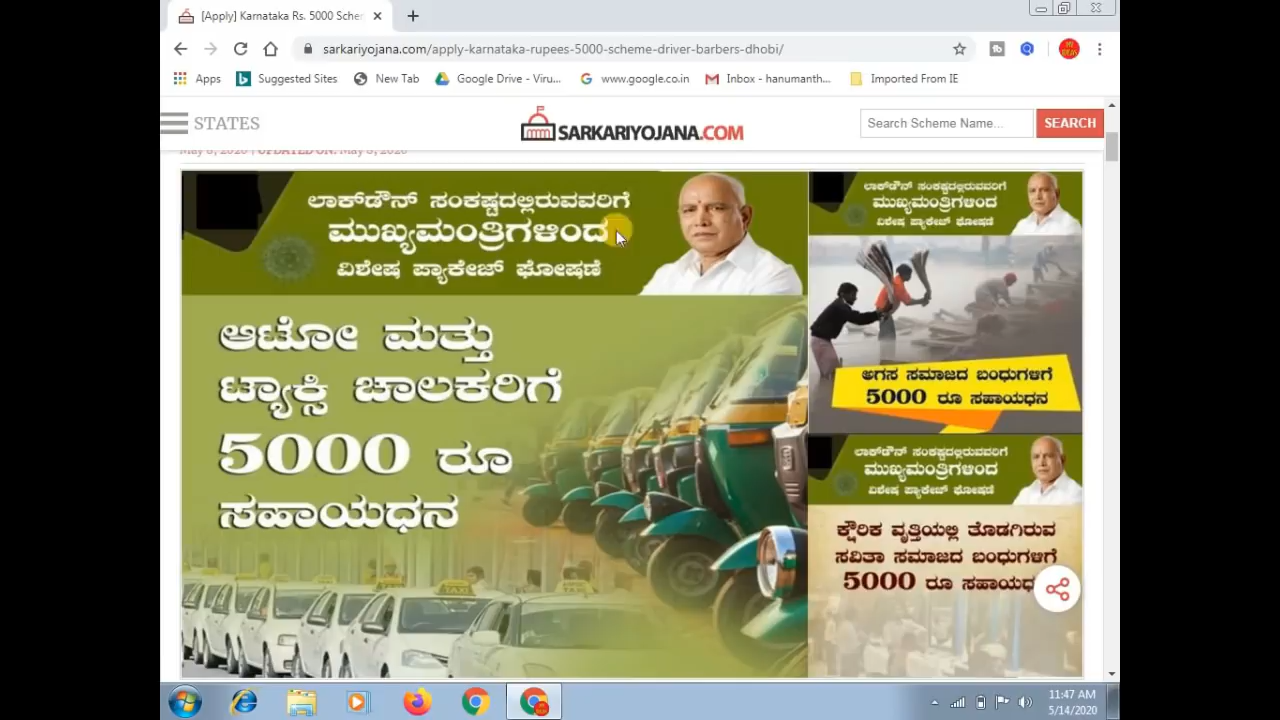 [Apply] Karnataka Rs. 5000 Scher
sarkariyojana.com/apply-karnataka-rupees-5000-scheme-driver-barbers-dhobi/
Apps Suggested Sites New Tab Google Drive - Viru... www.google.co.in Inbox - hanumanth... Imported From IE
STATES
SARKARIYOJANA.COM
Search Scheme Name...
SEARCH
ಲಾಕ್‌ಡೌನ್ ಸಂಕಷ್ಟದಲ್ಲಿರುವವರಿಗೆ
ಮುಖ್ಯಮಂತ್ರಿಗಳಿಂದ
ವಿಶೇಷ ಪ್ಯಾಕೇಜ್ ಘೋಷಣೆ
ಆಟೋ ಮತ್ತು
ಟ್ಯಾಕ್ಸಿ ಚಾಲಕರಿಗೆ
5000 ರೂ
ಸಹಾಯಧನ
TAXI
ಲಾಕ್‌ಡೌನ್ ಸಂಕಷ್ಟದಲ್ಲಿರುವವರಿಗೆ
ಮುಖ್ಯಮಂತ್ರಿಗಳಿಂದ
ವಿಶೇಷ ಪ್ಯಾಕೇಜ್ ಘೋಷಣೆ
ಅಗಸ ಸಮಾಜದ ಬಂಧುಗಳಿಗೆ
5000 ರೂ ಸಹಾಯಧನ
ಲಾಕ್‌ಡೌನ್ ಸಂಕಷ್ಟದಲ್ಲಿರುವವರಿಗೆ
ಮುಖ್ಯಮಂತ್ರಿಗಳಿಂದ
ವಿಶೇಷ ಪ್ಯಾಕೇಜ್ ಘೋಷಣೆ
ಕ್ಷೌರಿಕ ವೃತ್ತಿಯಲ್ಲಿ ತೊಡಗಿರುವ
ಸವಿತಾ ಸಮಾಜದ ಬಂಧುಗಳಿಗೆ
5000 ರೂ ಸಹಾಯಧ
11:47 AM
5/14/2020